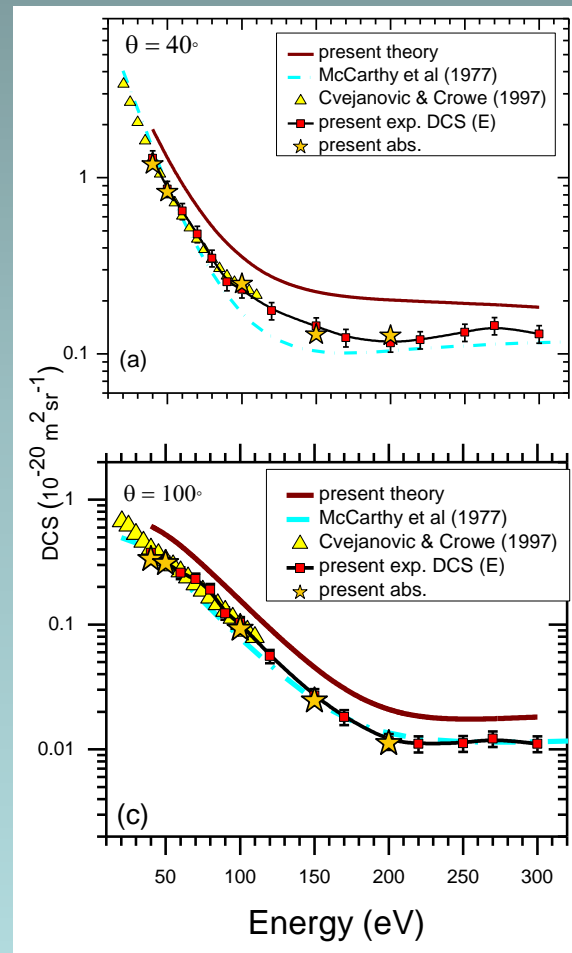 θ = 40°
present theory
McCarthy et al (1977)
Cvejanovic & Crowe (1997)
present exp. DCS (E)
present abs.
1
0.1
(a)
DCS (10⁻²⁰ m² sr⁻¹)
θ = 100°
present theory
McCarthy et al (1977)
Cvejanovic & Crowe (1997)
present exp. DCS (E)
present abs.
1
0.1
0.01
(c)
50 100 150 200 250 300
Energy (eV)